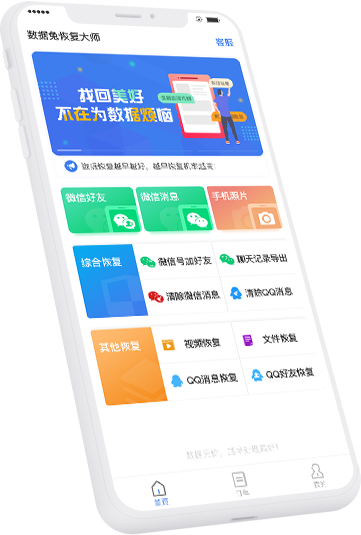 数据兔恢复大师
客服
找回美好
不在为数据烦恼
数据恢复越早越好，越早恢复机率越高
微信好友
微信消息
手机照片
综合恢复
微信号加好友
聊天记录导出
清除微信消息
清除QQ消息
其他恢复
视频恢复
文件恢复
QQ消息恢复
QQ好友恢复
首页
订单
我的